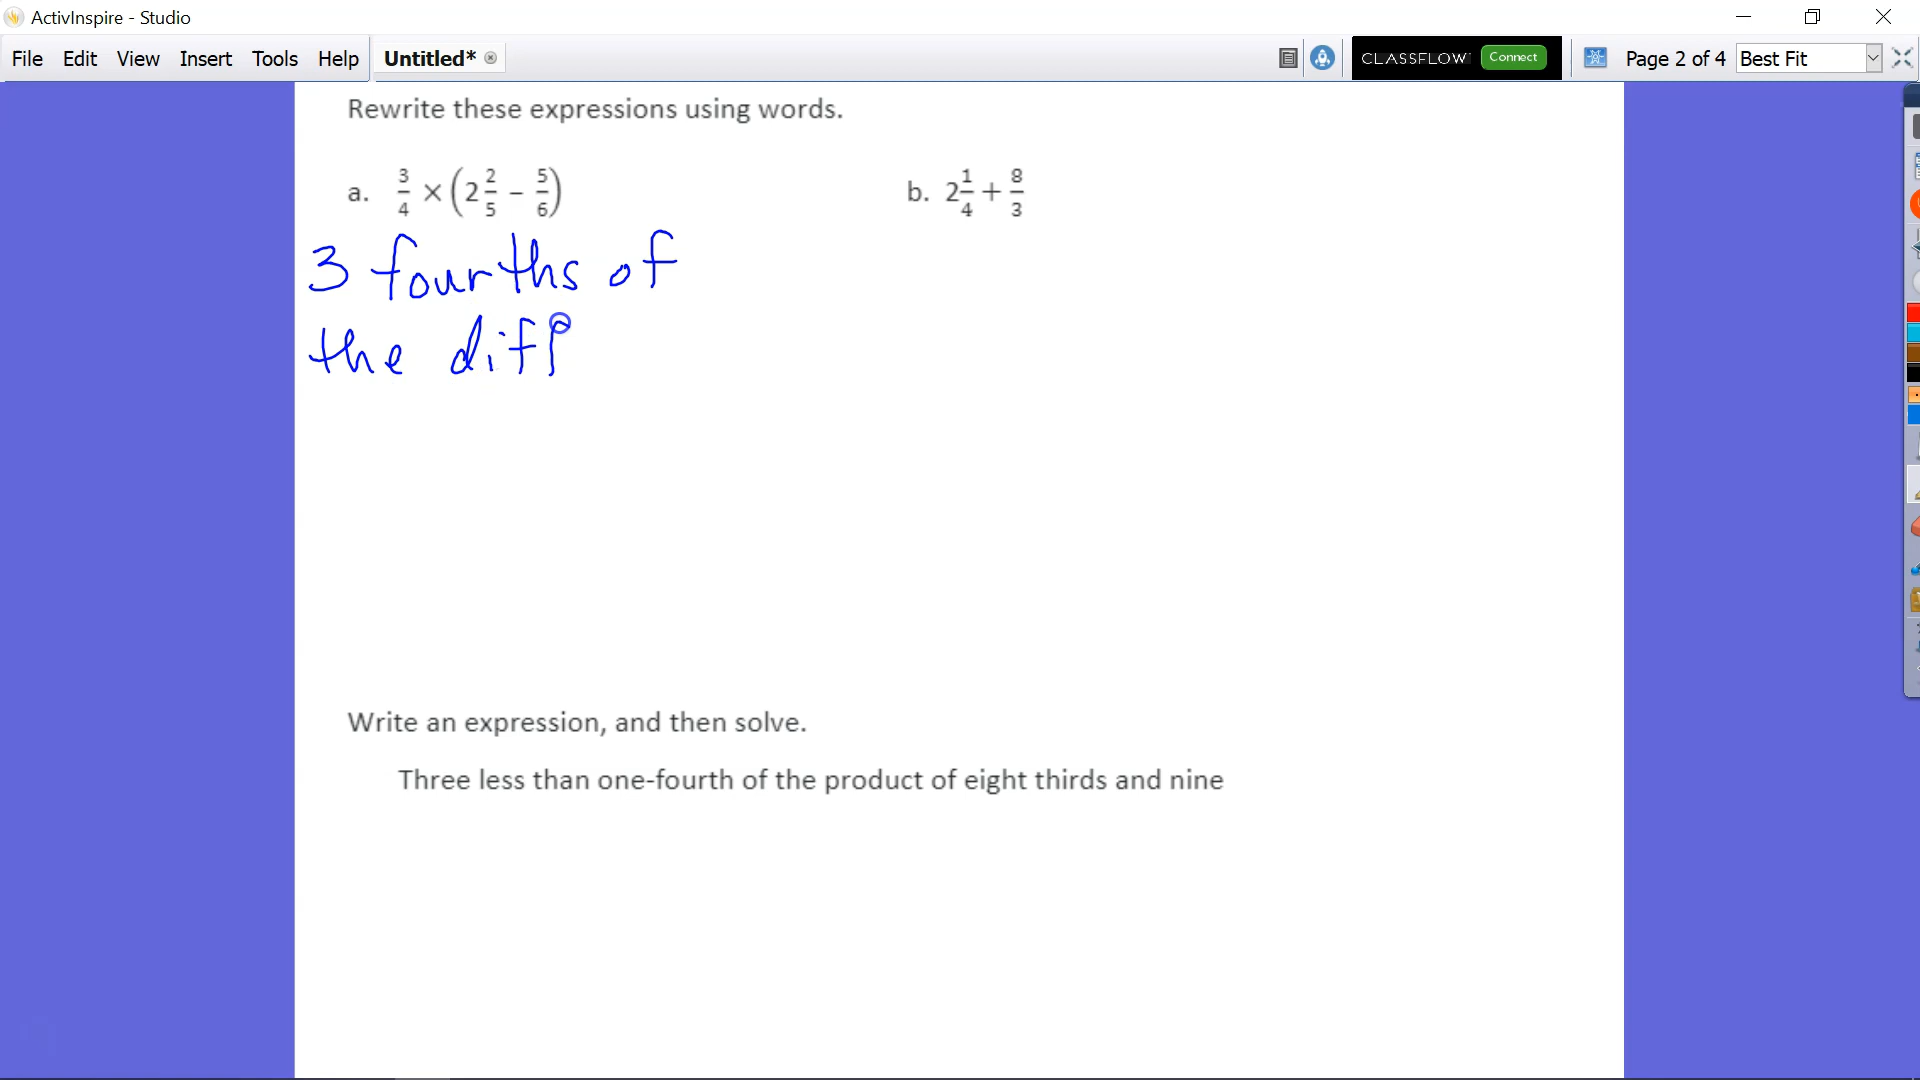 ActivInspire - Studio
File Edit View Insert Tools Help Untitled* CLASSFLOW Connect Page 2 of 4 Best Fit
Rewrite these expressions using words.
a. 3/4 × (2 2/5 − 5/6) b. 2 1/4 + 8/3
3 fourths of
the diff
Write an expression, and then solve.
Three less than one-fourth of the product of eight thirds and nine